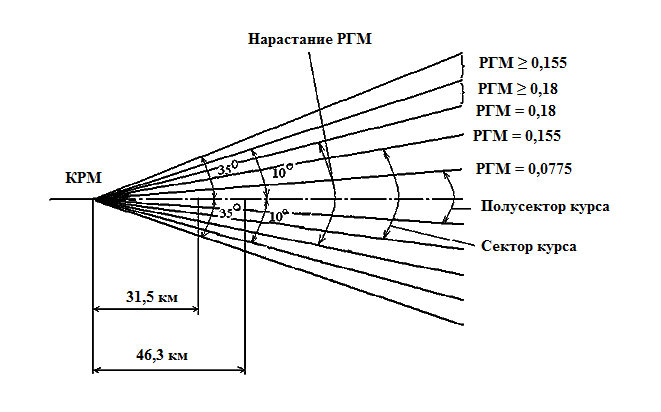 Нарастание РГМ
РГМ ≥ 0,155
РГМ ≥ 0,18
РГМ = 0,18
РГМ = 0,155
РГМ = 0,0775
КРМ
35°
10°
35°
10°
Полусектор курса
Сектор курса
31,5 км
46,3 км